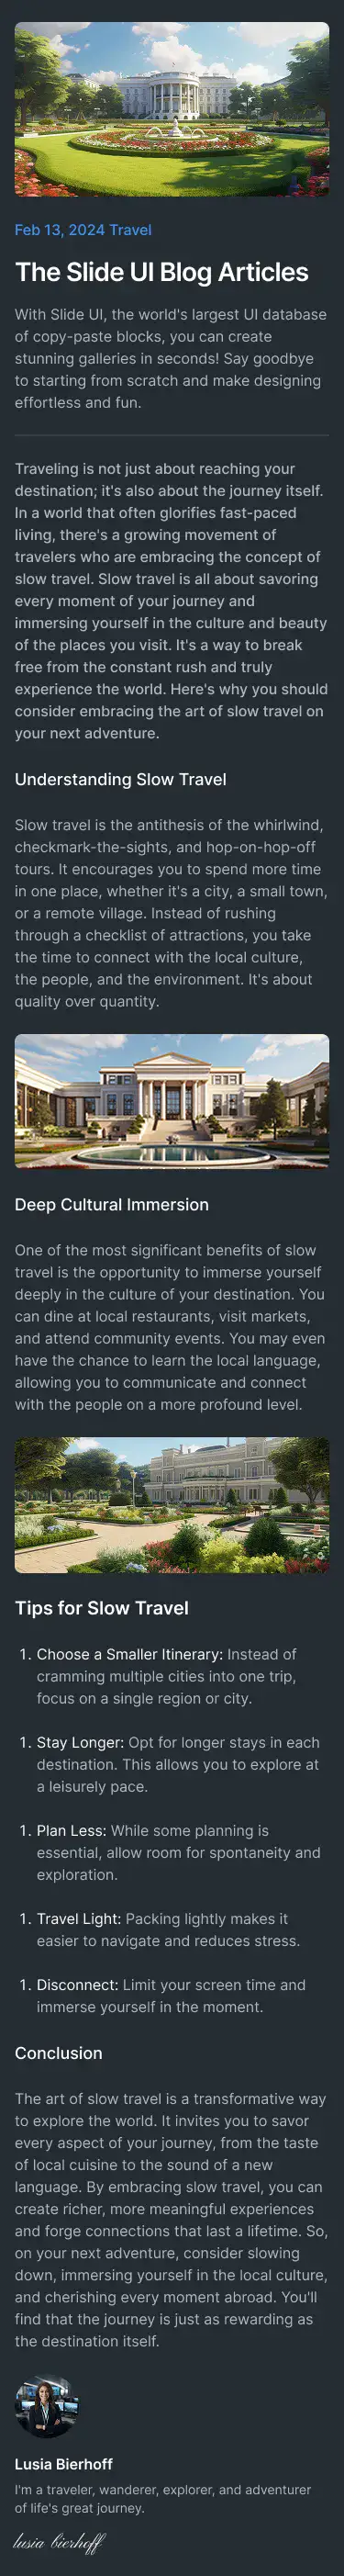 Feb 13, 2024 Travel
The Slide UI Blog Articles
With Slide UI, the world's largest UI database
of copy-paste blocks, you can create
stunning galleries in seconds! Say goodbye
to starting from scratch and make designing
effortless and fun.
Traveling is not just about reaching your
destination; it's also about the journey itself.
In a world that often glorifies fast-paced
living, there's a growing movement of
travelers who are embracing the concept of
slow travel. Slow travel is all about savoring
every moment of your journey and
immersing yourself in the culture and beauty
of the places you visit. It's a way to break
free from the constant rush and truly
experience the world. Here's why you should
consider embracing the art of slow travel on
your next adventure.
Understanding Slow Travel
Slow travel is the antithesis of the whirlwind,
checkmark-the-sights, and hop-on-hop-off
tours. It encourages you to spend more time
in one place, whether it's a city, a small town,
or a remote village. Instead of rushing
through a checklist of attractions, you take
the time to connect with the local culture,
the people, and the environment. It's about
quality over quantity.
Deep Cultural Immersion
One of the most significant benefits of slow
travel is the opportunity to immerse yourself
deeply in the culture of your destination. You
can dine at local restaurants, visit markets,
and attend community events. You may even
have the chance to learn the local language,
allowing you to communicate and connect
with the people on a more profound level.
Tips for Slow Travel
1. Choose a Smaller Itinerary: Instead of
cramming multiple cities into one trip,
focus on a single region or city.
1. Stay Longer: Opt for longer stays in each
destination. This allows you to explore at
a leisurely pace.
1. Plan Less: While some planning is
essential, allow room for spontaneity and
exploration.
1. Travel Light: Packing lightly makes it
easier to navigate and reduces stress.
1. Disconnect: Limit your screen time and
immerse yourself in the moment.
Conclusion
The art of slow travel is a transformative way
to explore the world. It invites you to savor
every aspect of your journey, from the taste
of local cuisine to the sound of a new
language. By embracing slow travel, you can
create richer, more meaningful experiences
and forge connections that last a lifetime. So,
on your next adventure, consider slowing
down, immersing yourself in the local culture,
and cherishing every moment abroad. You'll
find that the journey is just as rewarding as
the destination itself.
Lusia Bierhoff
I'm a traveler, wanderer, explorer, and adventurer
of life's great journey.
lusia bierhoff